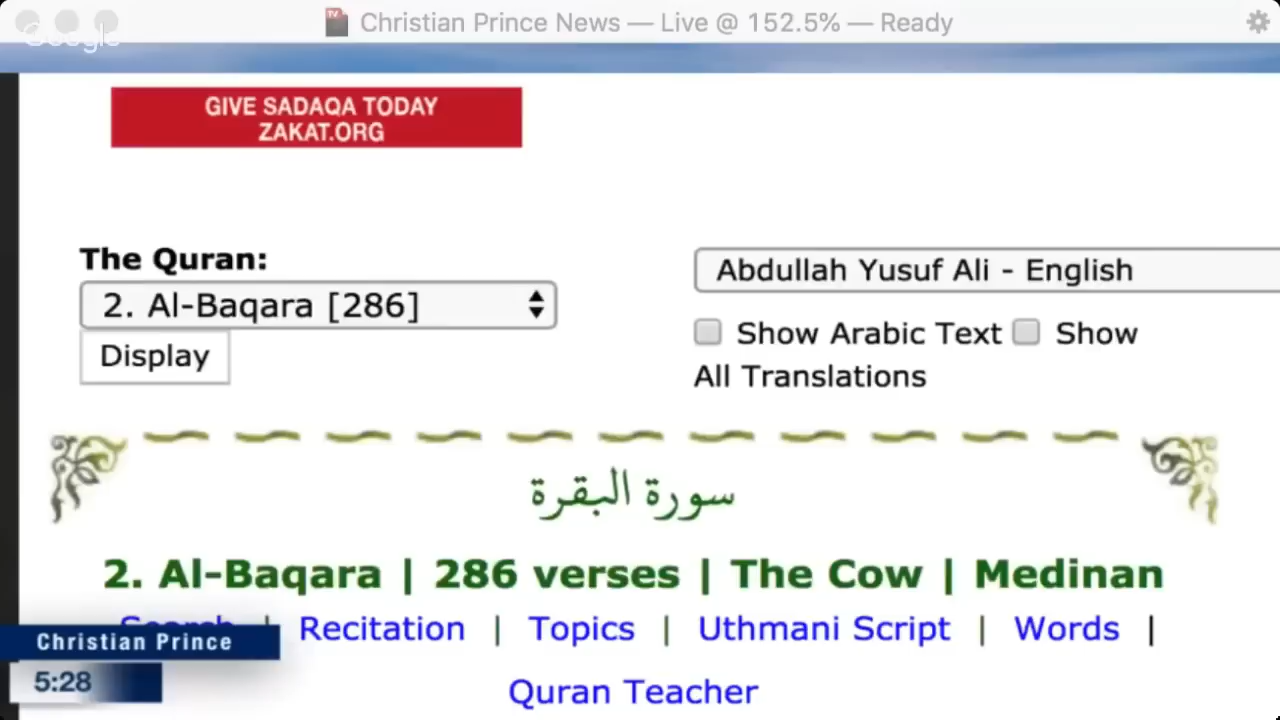 Christian Prince News — Live @ 152.5% — Ready
Google
GIVE SADAQA TODAY
ZAKAT.ORG
The Quran:
2. Al-Baqara [286]
Display
Abdullah Yusuf Ali - English
Show Arabic Text Show
All Translations
سورة البقرة
2. Al-Baqara | 286 verses | The Cow | Medinan
Search | Recitation | Topics | Uthmani Script | Words |
Quran Teacher
Christian Prince
5:28